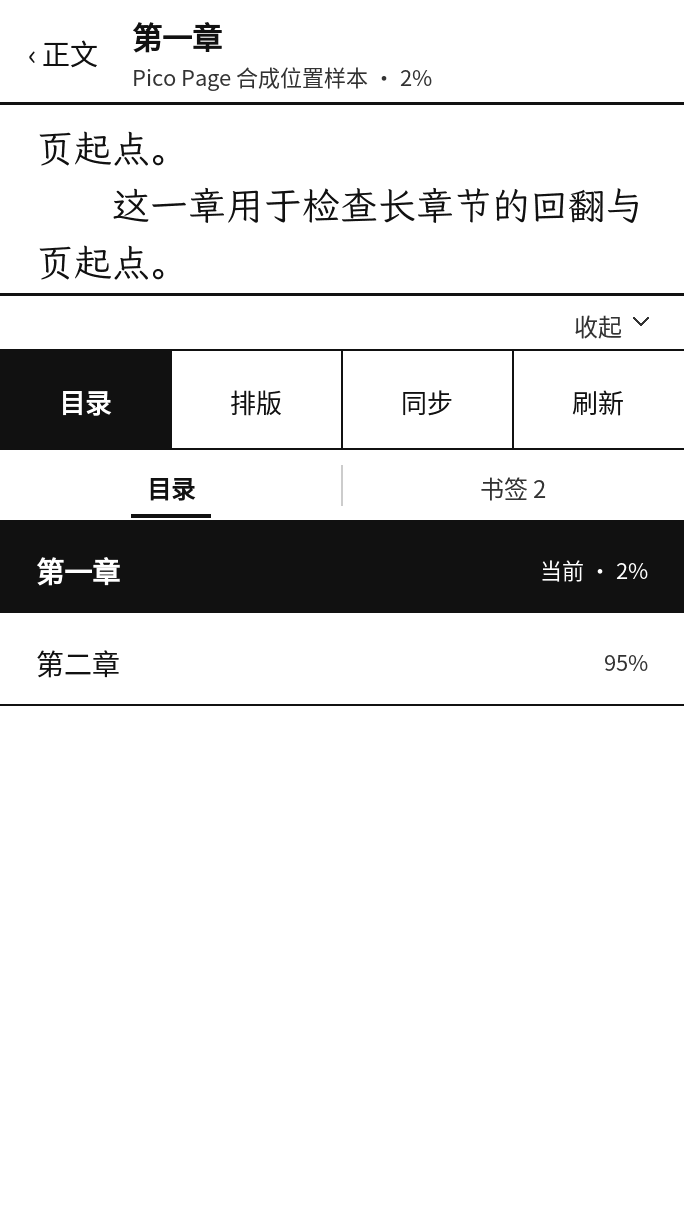 ‹ 正文
第一章
Pico Page 合成位置样本 · 2%
页起点。
这一章用于检查长章节的回翻与
页起点。
收起
目录 排版 同步 刷新
目录 书签 2
第一章 当前 · 2%
第二章 95%